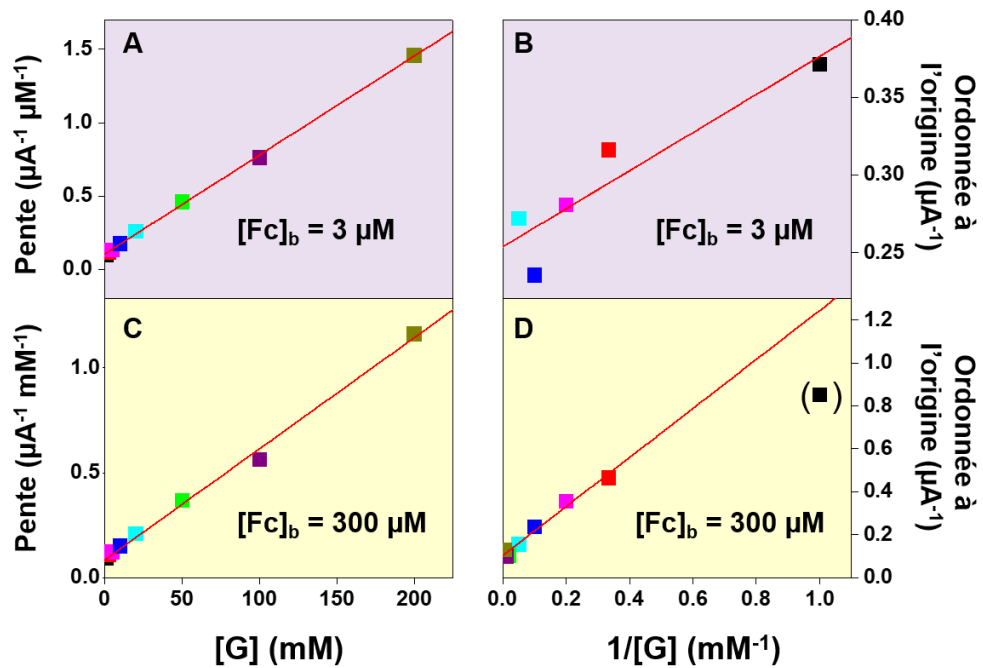 A
B
1.5
1.0
0.5
0.0
Pente (µA⁻¹ µM⁻¹)
[Fc]b = 3 µM
[Fc]b = 3 µM
0.40
0.35
0.30
0.25
Ordonnée à
l’origine (µA⁻¹)
C
D
1.0
0.5
0.0
Pente (µA⁻¹ mM⁻¹)
( )
[Fc]b = 300 µM
[Fc]b = 300 µM
1.2
1.0
0.8
0.6
0.4
0.2
0.0
Ordonnée à
l’origine (µA⁻¹)
0 50 100 150 200
0.0 0.2 0.4 0.6 0.8 1.0
[G] (mM)
1/[G] (mM⁻¹)